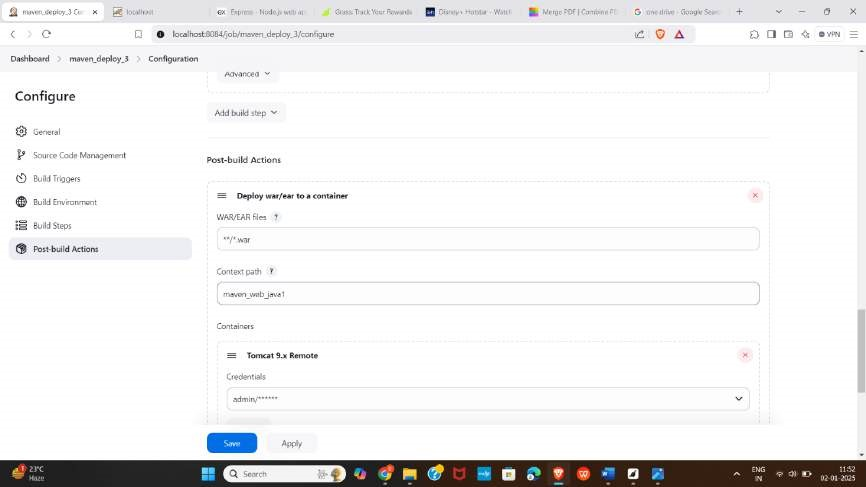 maven_deploy_3 Con
localhost
Express - Node.js web ap
Grass: Track Your Rewards
Disney+ Hotstar - Watch
Merge PDF | Combine PD
one drive - Google Searc
localhost:8084/job/maven_deploy_3/configure
VPN
Dashboard > maven_deploy_3 > Configuration
Configure
General
Source Code Management
Build Triggers
Build Environment
Build Steps
Post-build Actions
Advanced
Add build step
Post-build Actions
Deploy war/ear to a container
WAR/EAR files ?
**/*.war
Context path ?
maven_web_java1
Containers
Tomcat 9.x Remote
Credentials
admin/******
Save
Apply
23°C
Haze
Search
ENG
IN
11:52
02-01-2025